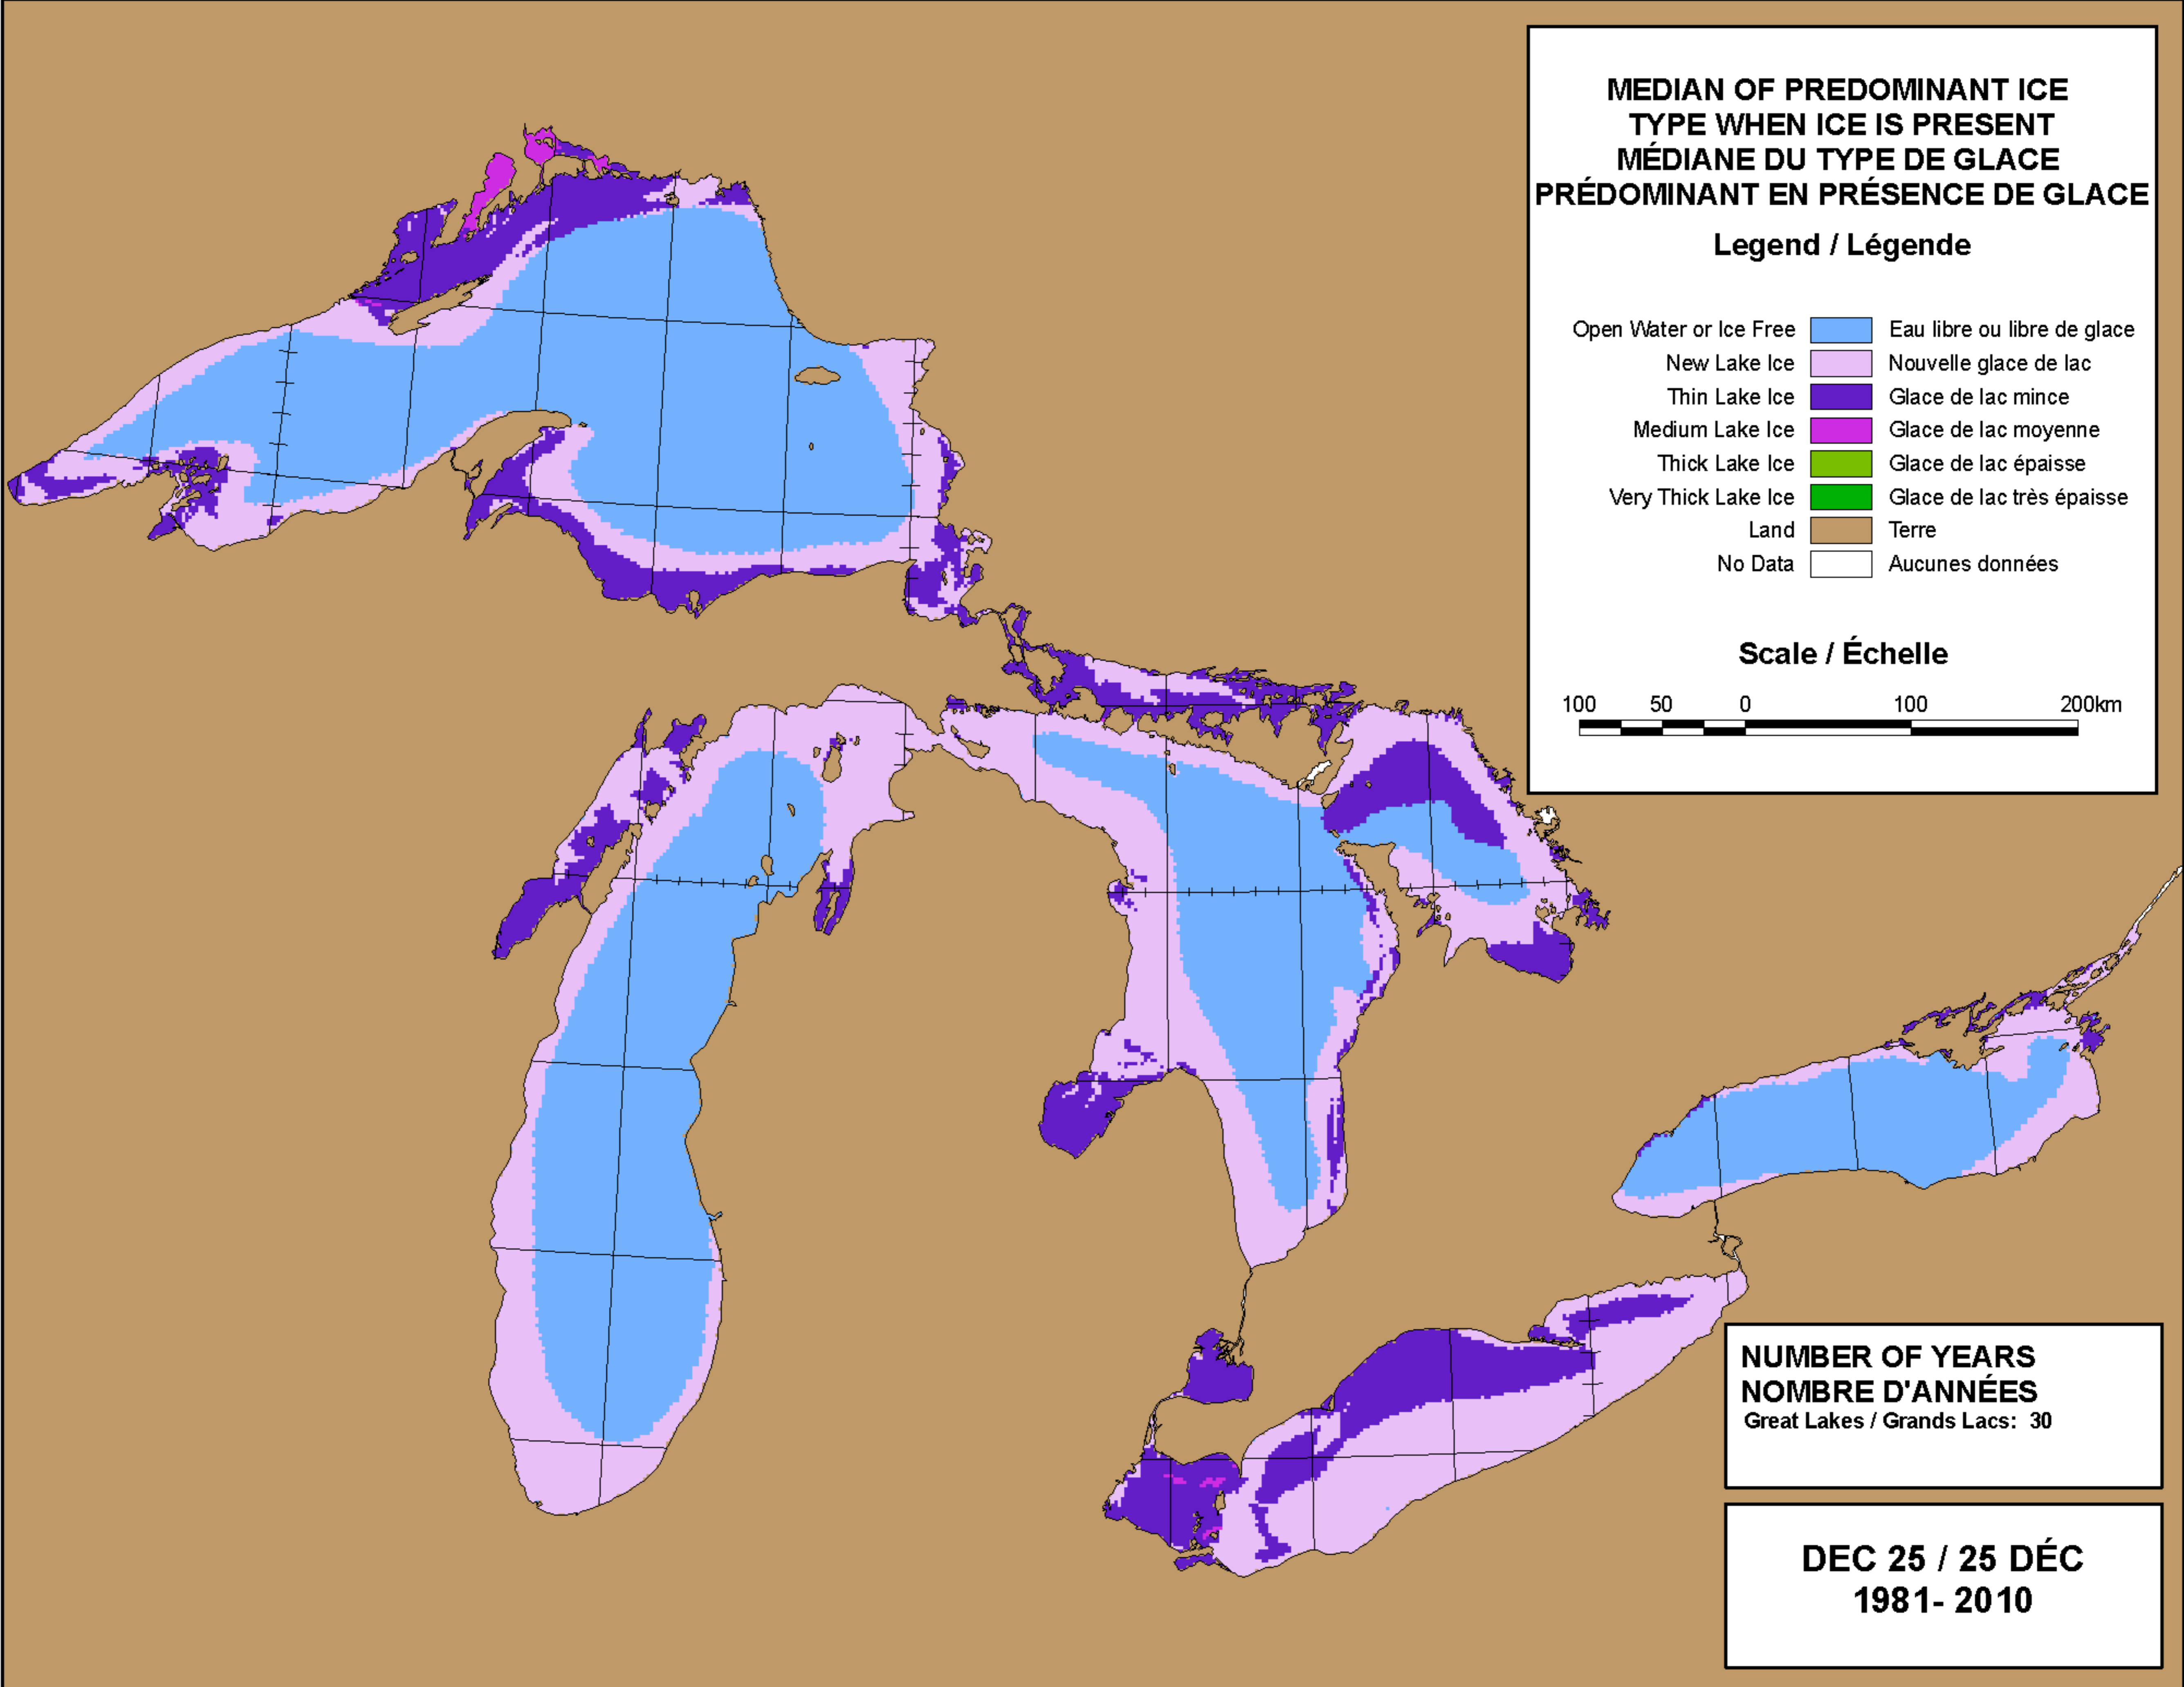 MEDIAN OF PREDOMINANT ICE
TYPE WHEN ICE IS PRESENT
MÉDIANE DU TYPE DE GLACE
PRÉDOMINANT EN PRÉSENCE DE GLACE
Legend / Légende
Open Water or Ice Free Eau libre ou libre de glace
New Lake Ice Nouvelle glace de lac
Thin Lake Ice Glace de lac mince
Medium Lake Ice Glace de lac moyenne
Thick Lake Ice Glace de lac épaisse
Very Thick Lake Ice Glace de lac très épaisse
Land Terre
No Data Aucunes données
Scale / Échelle
100 50 0 100 200km
NUMBER OF YEARS
NOMBRE D'ANNÉES
Great Lakes / Grands Lacs: 30
DEC 25 / 25 DÉC
1981- 2010